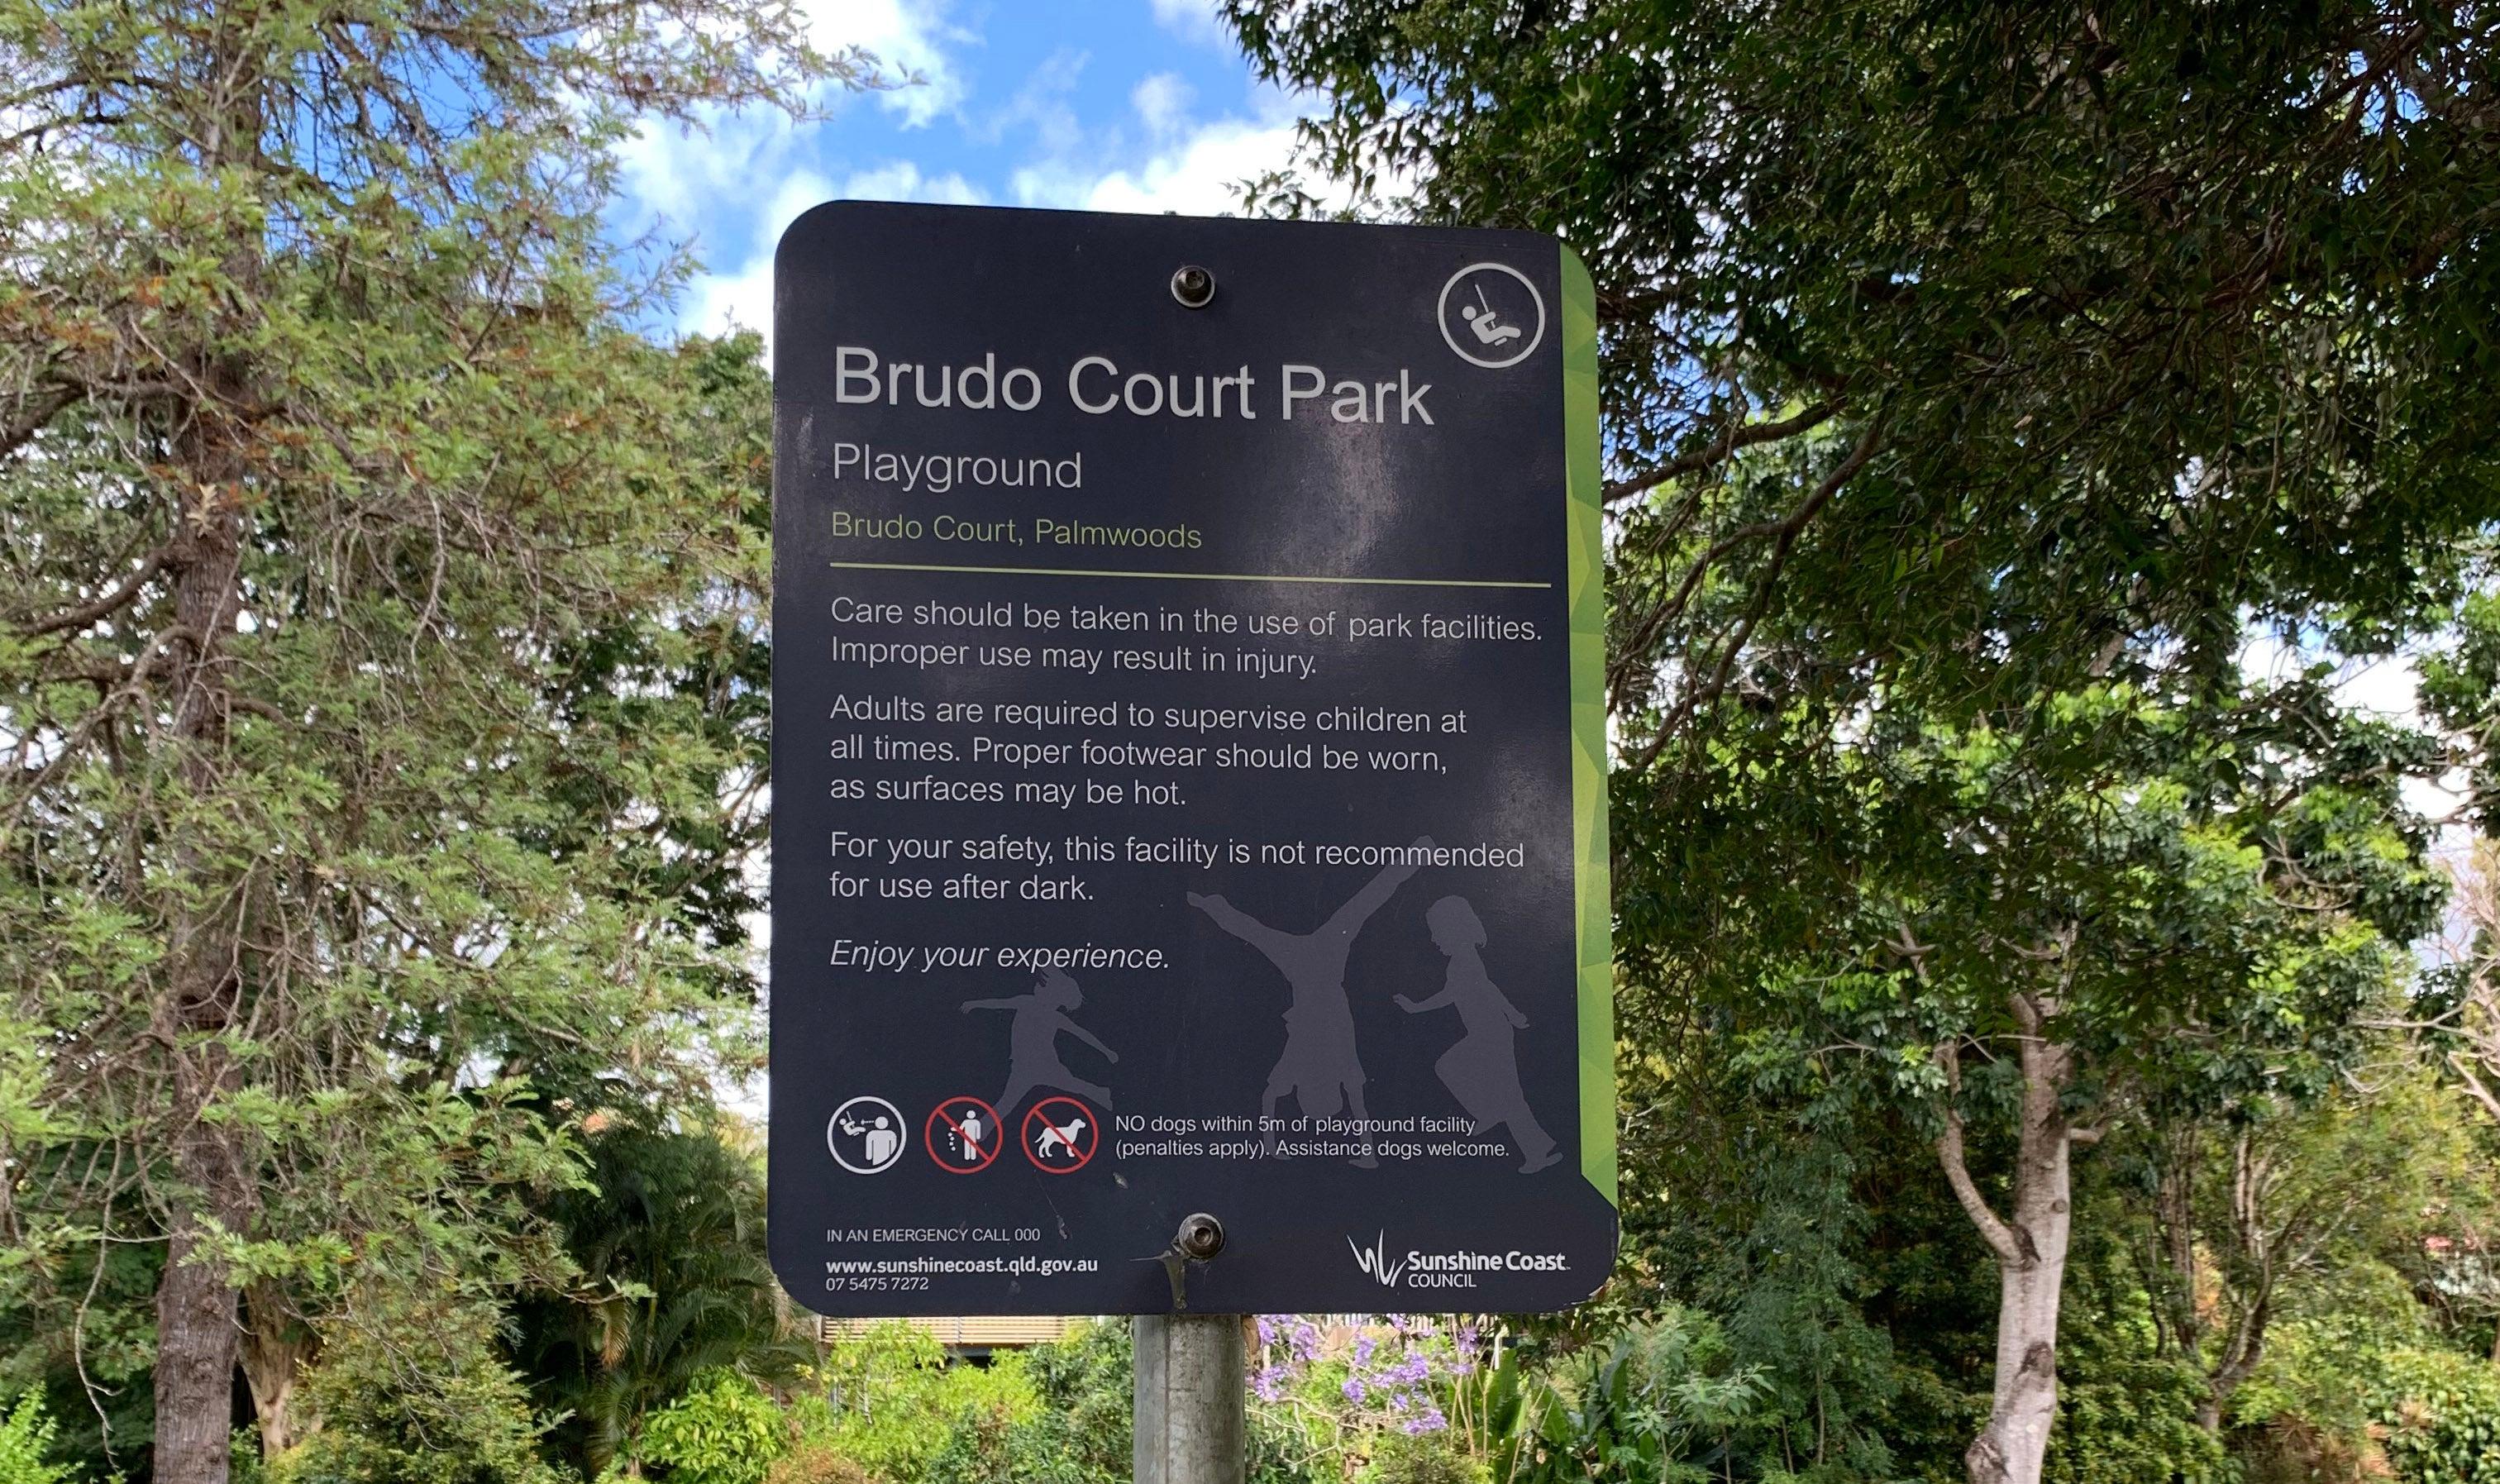 Brudo Court Park
Playground
Brudo Court, Palmwoods
Care should be taken in the use of park facilities.
Improper use may result in injury.
Adults are required to supervise children at
all times. Proper footwear should be worn,
as surfaces may be hot.
For your safety, this facility is not recommended
for use after dark.
Enjoy your experience.
NO dogs within 5m of playground facility
(penalties apply). Assistance dogs welcome.
IN AN EMERGENCY CALL 000
www.sunshinecoast.qld.gov.au
07 5475 7272
Sunshine Coast
COUNCIL